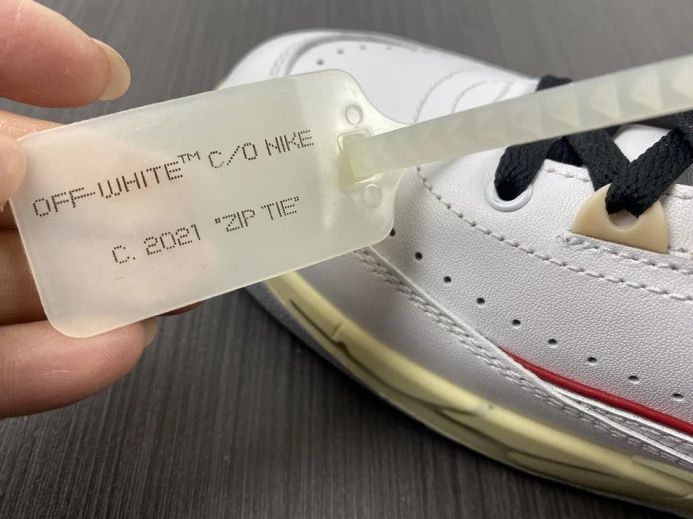 OFF-WHITE™ C/O NIKE
C. 2021 "ZIP TIE"